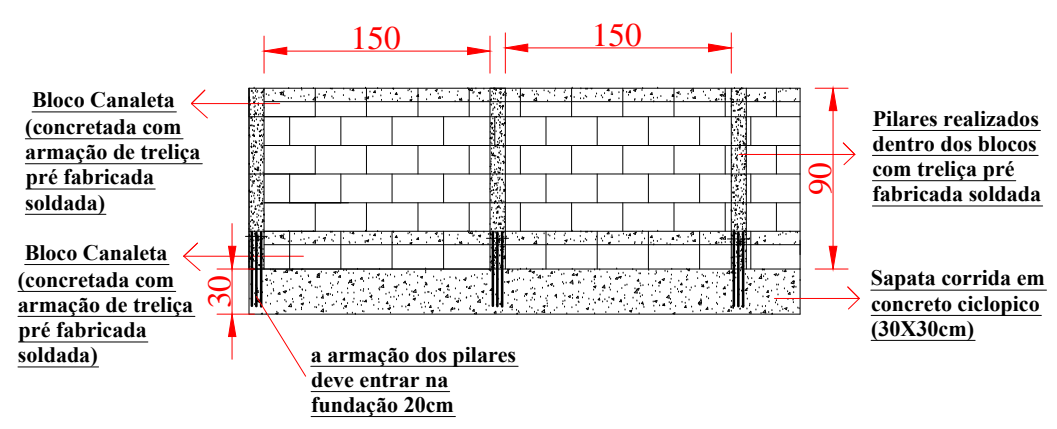 150
150
Bloco Canaleta
(concretada com
armação de treliça
pré fabricada
soldada)
Pilares realizados
dentro dos blocos
com treliça pré
fabricada soldada
90
Bloco Canaleta
(concretada com
armação de treliça
pré fabricada
soldada)
30
Sapata corrida em
concreto ciclopico
(30X30cm)
a armação dos pilares
deve entrar na
fundação 20cm